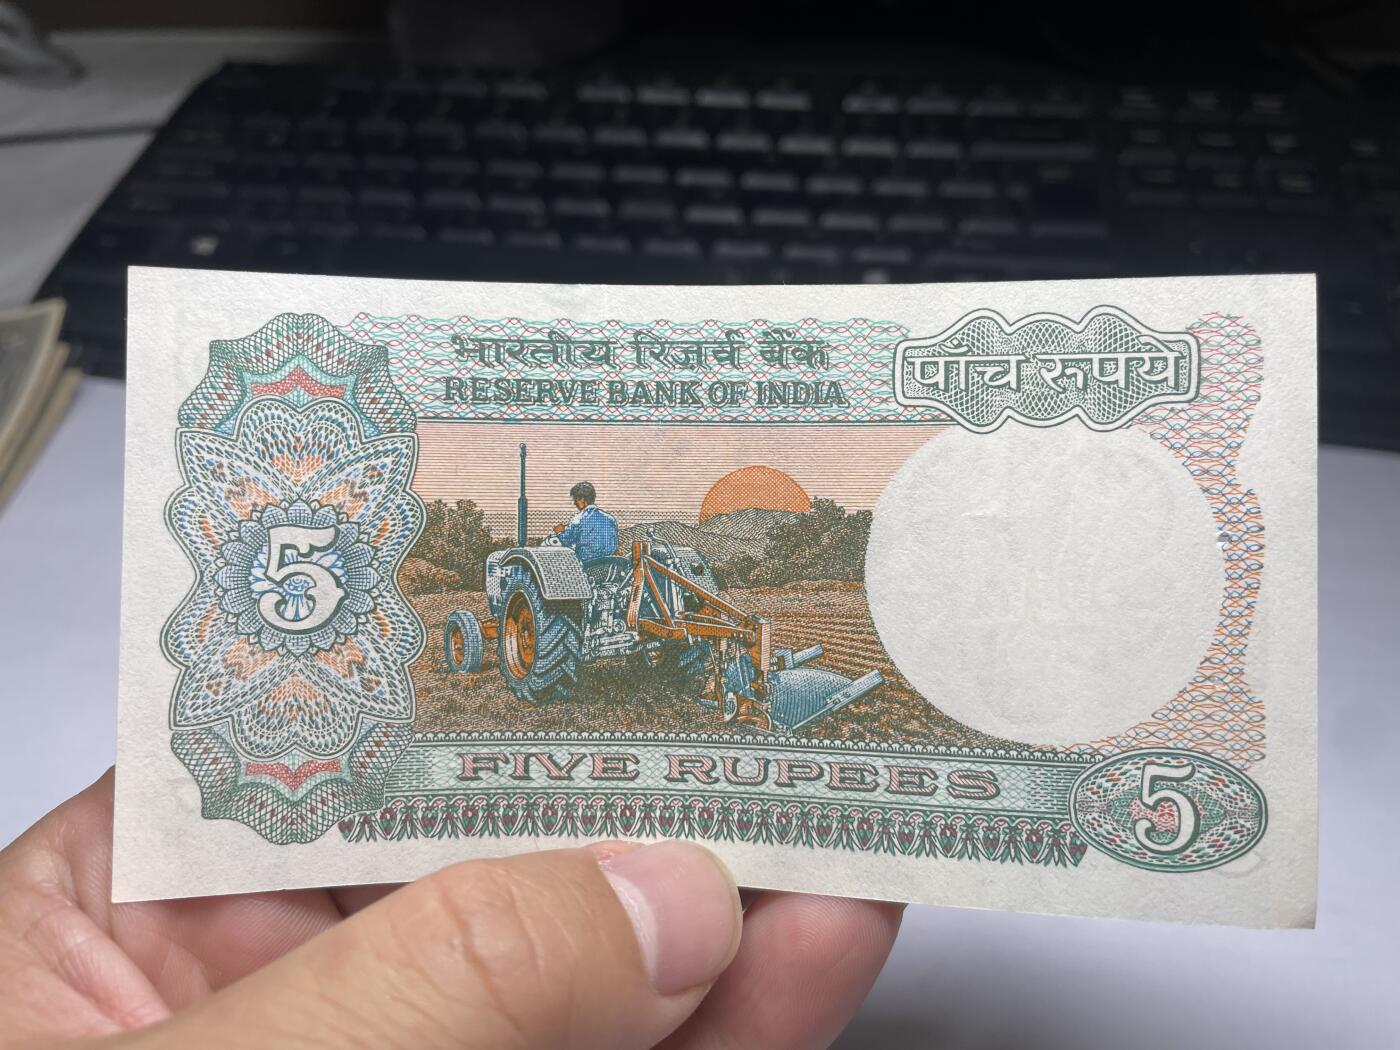 भारतीय रिज़र्व बैंक
RESERVE BANK OF INDIA
पाँच रुपये
5
FIVE RUPEES
5